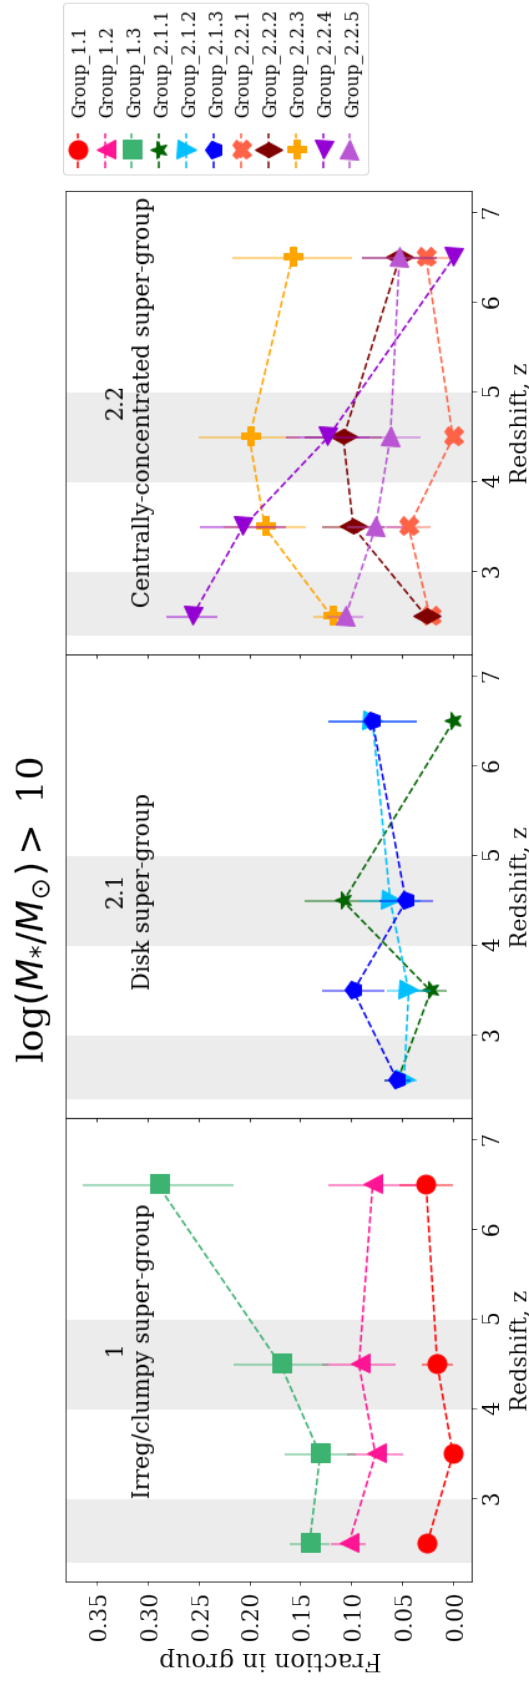 log(M*/M⊙) > 10
1
Irreg/clumpy super-group
2.1
Disk super-group
2.2
Centrally-concentrated super-group
Fraction in group
0.35
0.30
0.25
0.20
0.15
0.10
0.05
0.00
3
4
5
6
7
Redshift, z
3
4
5
6
7
Redshift, z
3
4
5
6
7
Redshift, z
Group_1.1
Group_1.2
Group_1.3
Group_2.1.1
Group_2.1.2
Group_2.1.3
Group_2.2.1
Group_2.2.2
Group_2.2.3
Group_2.2.4
Group_2.2.5